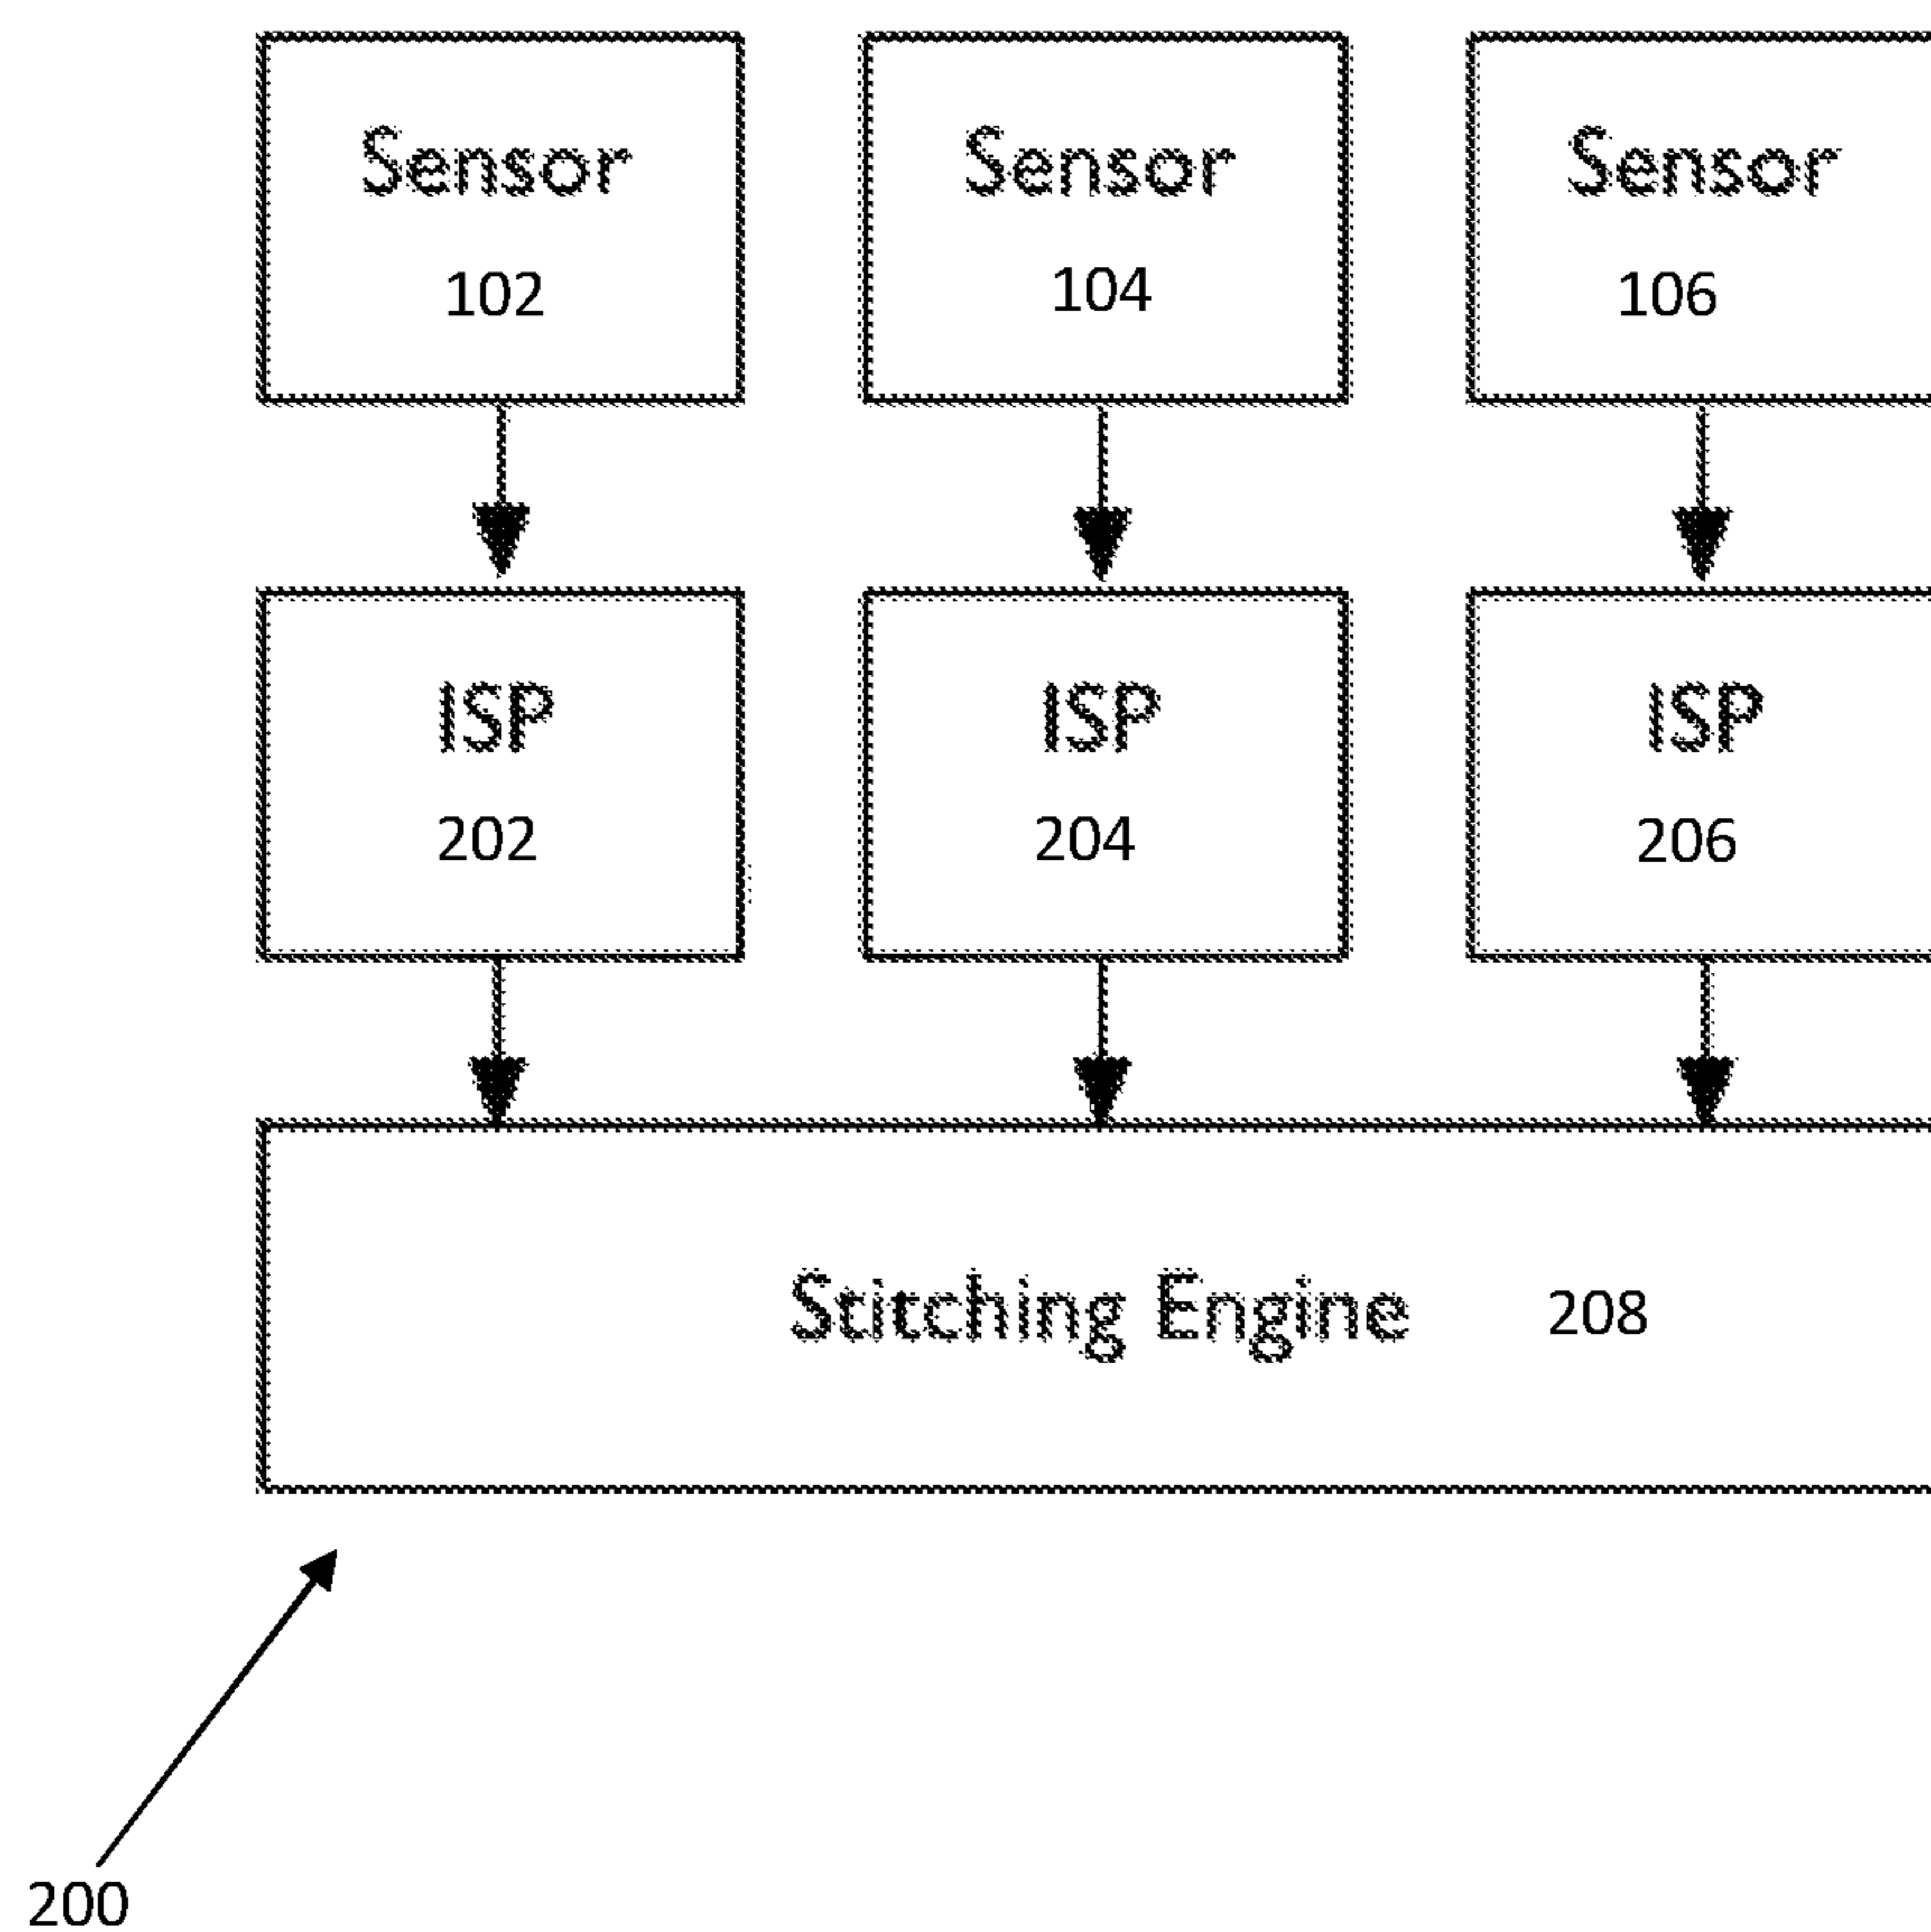 Sensor Sensor Sensor
102 104 106
ISP ISP ISP
202 204 206
Stitching Engine 208
200